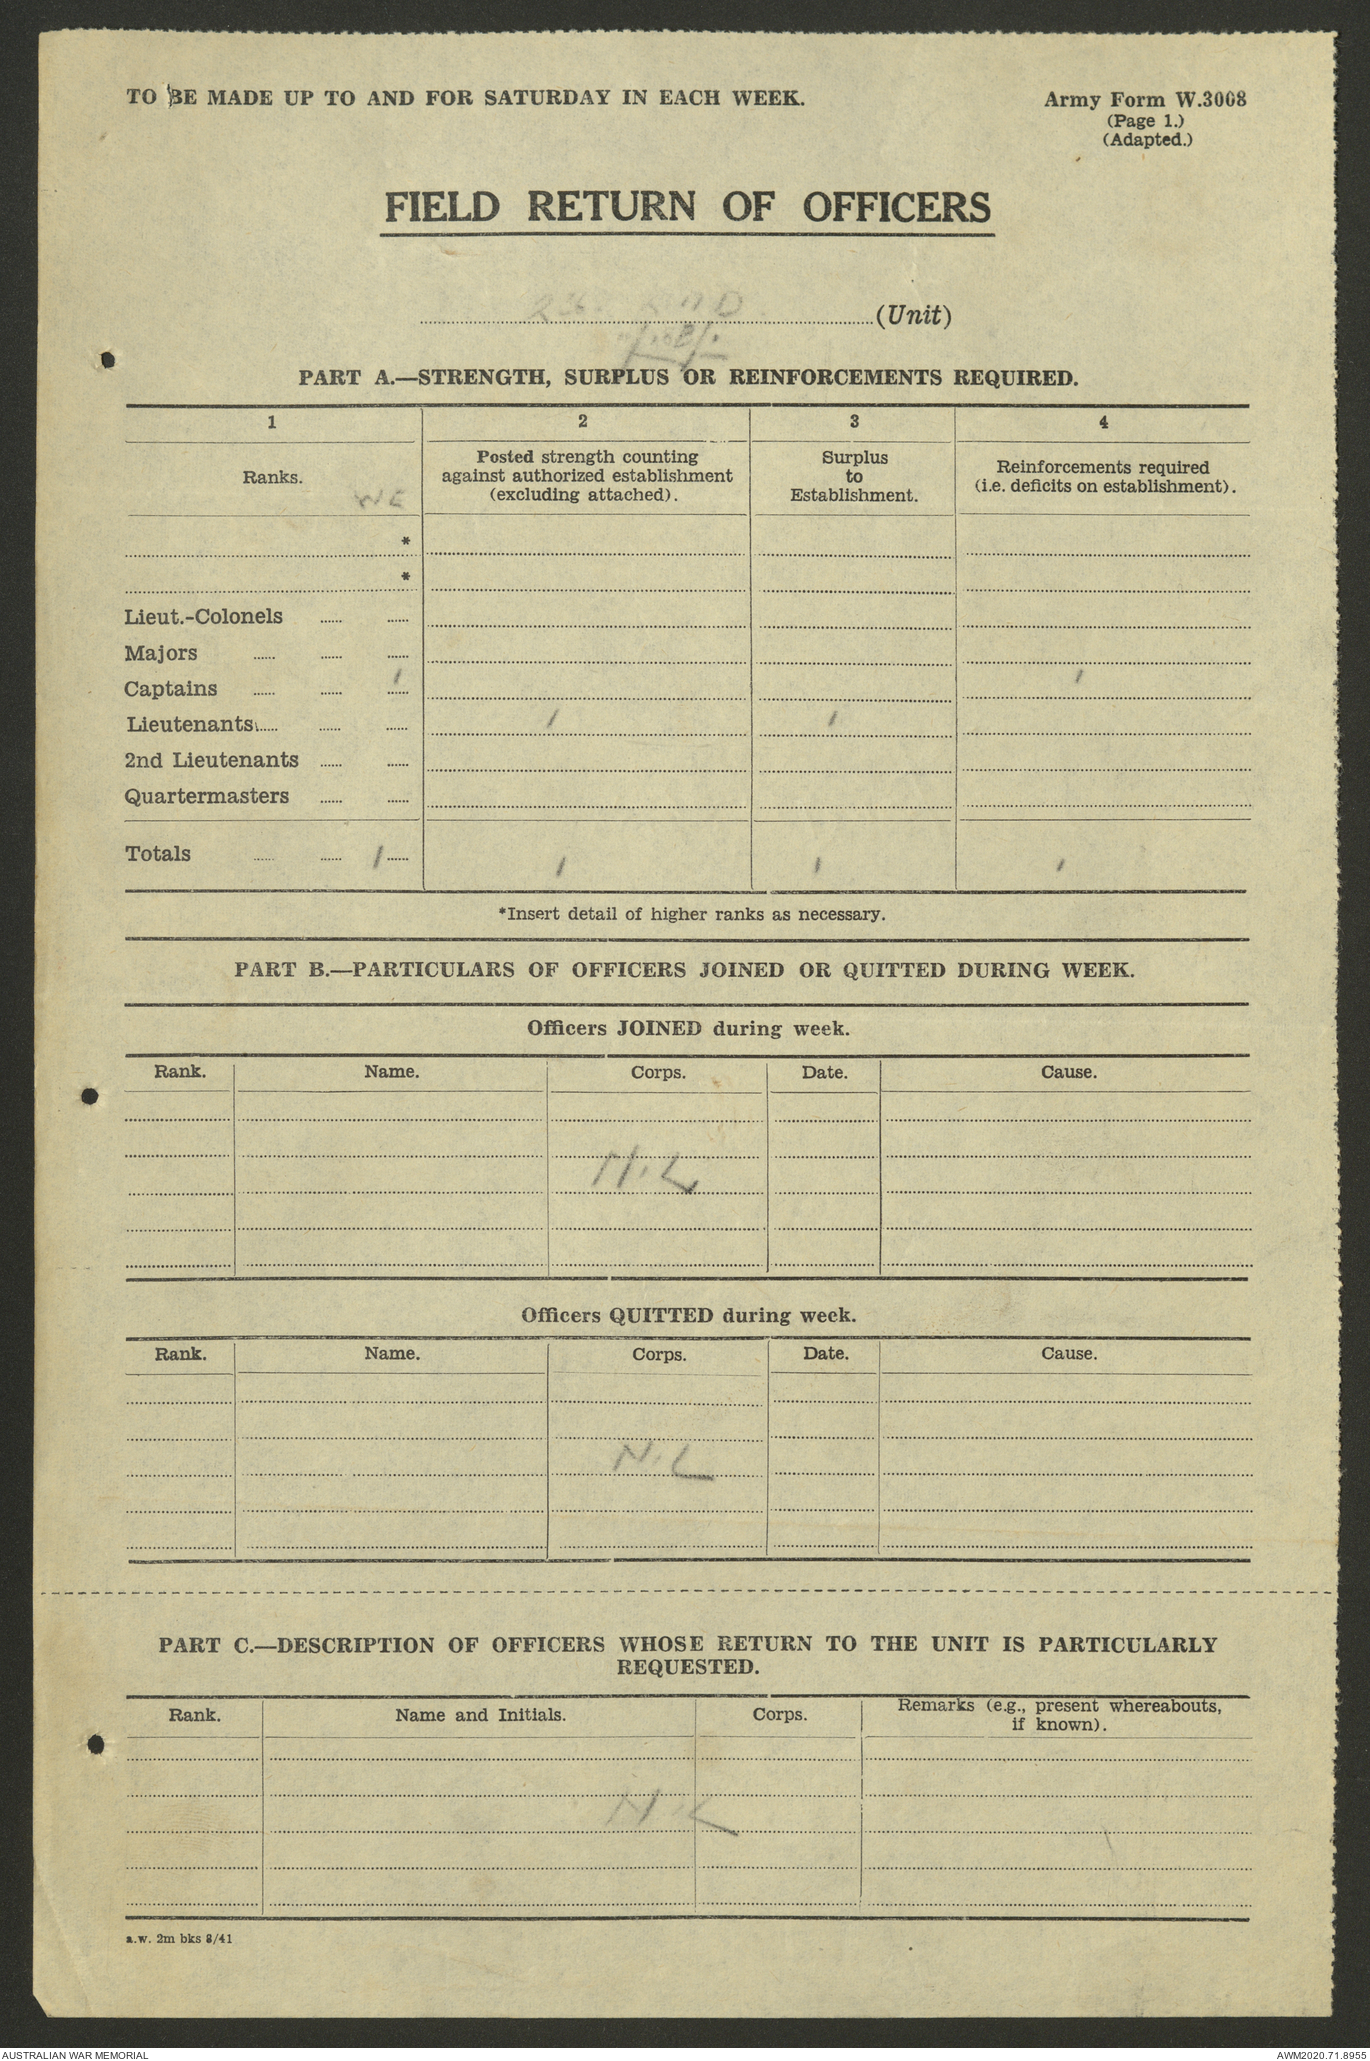 TO BE MADE UP TO AND FOR SATURDAY IN EACH WEEK.
Army Form W.3008
(Page 1.)
(Adapted.)
FIELD RETURN OF OFFICERS
(Unit)
PART A.—STRENGTH, SURPLUS OR REINFORCEMENTS REQUIRED.
1 2 3 4
Ranks. WE
Posted strength counting against authorized establishment (excluding attached).
Surplus to Establishment.
Reinforcements required (i.e. deficits on establishment).
*
*
Lieut.-Colonels
Majors
Captains 1 1
Lieutenants 1 1
2nd Lieutenants
Quartermasters
Totals 1 1 1 1
*Insert detail of higher ranks as necessary.
PART B.—PARTICULARS OF OFFICERS JOINED OR QUITTED DURING WEEK.
Officers JOINED during week.
Rank. Name. Corps. Date. Cause.
NiL
Officers QUITTED during week.
Rank. Name. Corps. Date. Cause.
NiL
PART C.—DESCRIPTION OF OFFICERS WHOSE RETURN TO THE UNIT IS PARTICULARLY
REQUESTED.
Rank. Name and Initials. Corps. Remarks (e.g., present whereabouts,
if known).
NiL
a.w. 2m bks 8/41
AUSTRALIAN WAR MEMORIAL
AWM2020.71.8955